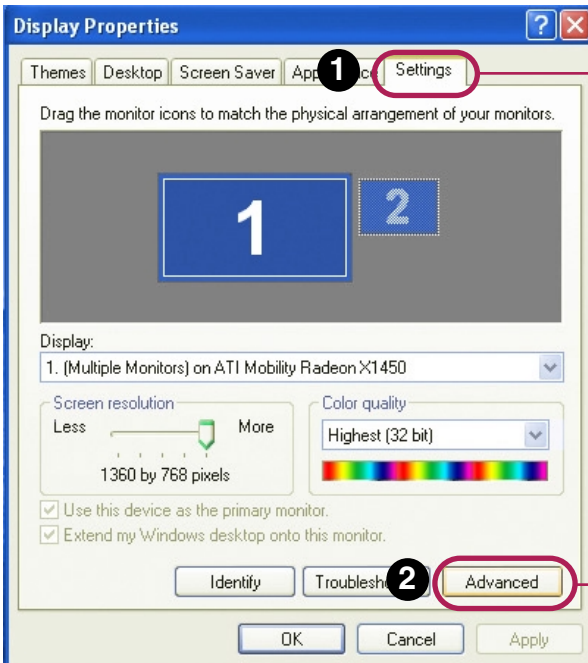 Display Properties
Themes Desktop Screen Saver Settings
1
Drag the monitor icons to match the physical arrangement of your monitors.
1 2
Display:
1. (Multiple Monitors) on ATI Mobility Radeon X1450
Screen resolution Color quality
Less More Highest (32 bit)
1360 by 768 pixels
Use this device as the primary monitor.
Extend my Windows desktop onto this monitor.
Identify 2 Advanced
OK Cancel Apply